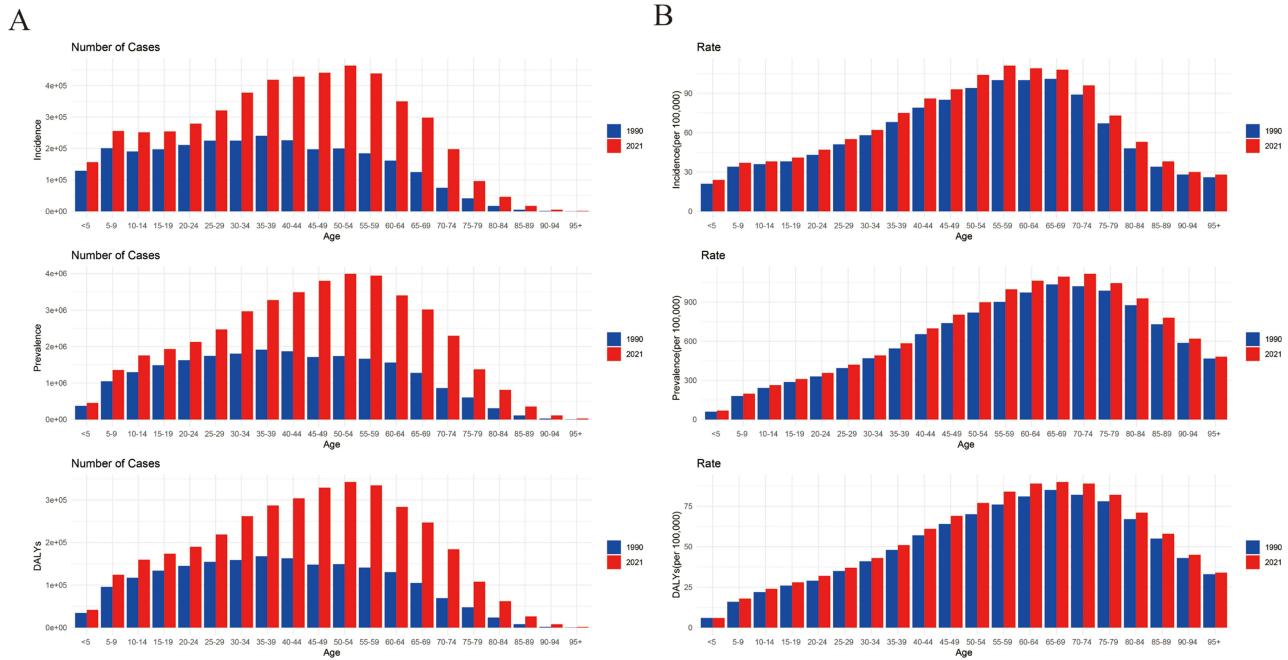 A
Number of Cases
4e+05
3e+05
2e+05
1e+05
0e+00
Incidence
<5 5-9 10-14 15-19 20-24 25-29 30-34 35-39 40-44 45-49 50-54 55-59 60-64 65-69 70-74 75-79 80-84 85-89 90-94 95+
Age
1990
2021
Number of Cases
4e+06
3e+06
2e+06
1e+06
0e+00
Prevalence
<5 5-9 10-14 15-19 20-24 25-29 30-34 35-39 40-44 45-49 50-54 55-59 60-64 65-69 70-74 75-79 80-84 85-89 90-94 95+
Age
1990
2021
Number of Cases
3e+05
2e+05
1e+05
0e+00
DALYs
<5 5-9 10-14 15-19 20-24 25-29 30-34 35-39 40-44 45-49 50-54 55-59 60-64 65-69 70-74 75-79 80-84 85-89 90-94 95+
Age
1990
2021
B
Rate
90
60
30
0
Incidence(per 100,000)
<5 5-9 10-14 15-19 20-24 25-29 30-34 35-39 40-44 45-49 50-54 55-59 60-64 65-69 70-74 75-79 80-84 85-89 90-94 95+
Age
1990
2021
Rate
900
600
300
0
Prevalence(per 100,000)
<5 5-9 10-14 15-19 20-24 25-29 30-34 35-39 40-44 45-49 50-54 55-59 60-64 65-69 70-74 75-79 80-84 85-89 90-94 95+
Age
1990
2021
Rate
75
50
25
0
DALYs(per 100,000)
<5 5-9 10-14 15-19 20-24 25-29 30-34 35-39 40-44 45-49 50-54 55-59 60-64 65-69 70-74 75-79 80-84 85-89 90-94 95+
Age
1990
2021